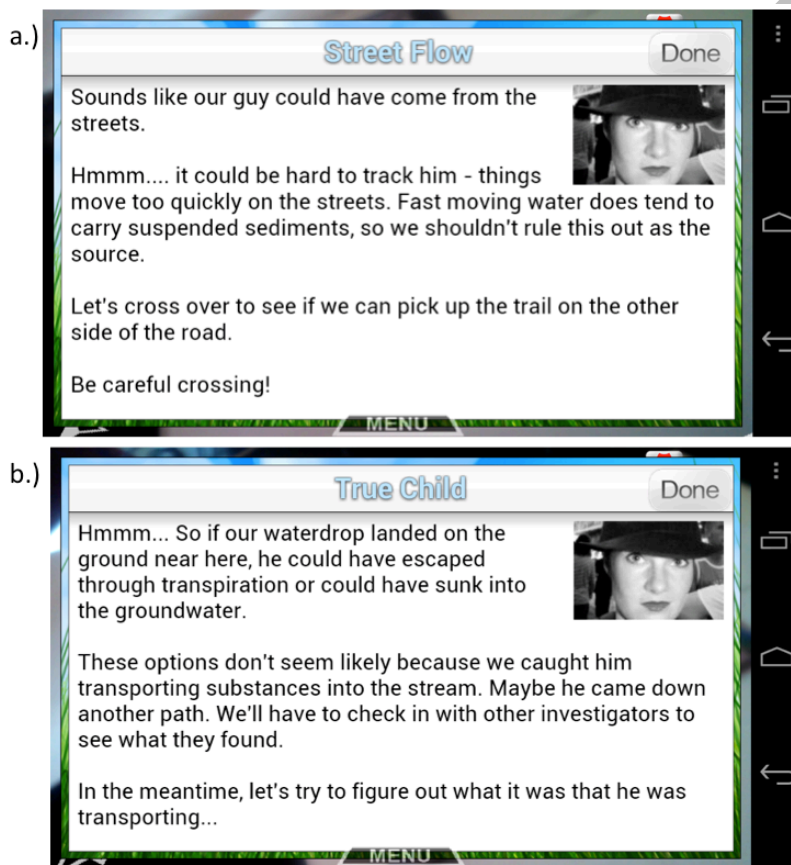 a.)
Street Flow
Done
Sounds like our guy could have come from the
streets.
Hmmm.... it could be hard to track him - things
move too quickly on the streets. Fast moving water does tend to
carry suspended sediments, so we shouldn't rule this out as the
source.
Let's cross over to see if we can pick up the trail on the other
side of the road.
Be careful crossing!
MENU
b.)
True Child
Done
Hmmm... So if our waterdrop landed on the
ground near here, he could have escaped
through transpiration or could have sunk into
the groundwater.
These options don't seem likely because we caught him
transporting substances into the stream. Maybe he came down
another path. We'll have to check in with other investigators to
see what they found.
In the meantime, let's try to figure out what it was that he was
transporting...
MENU